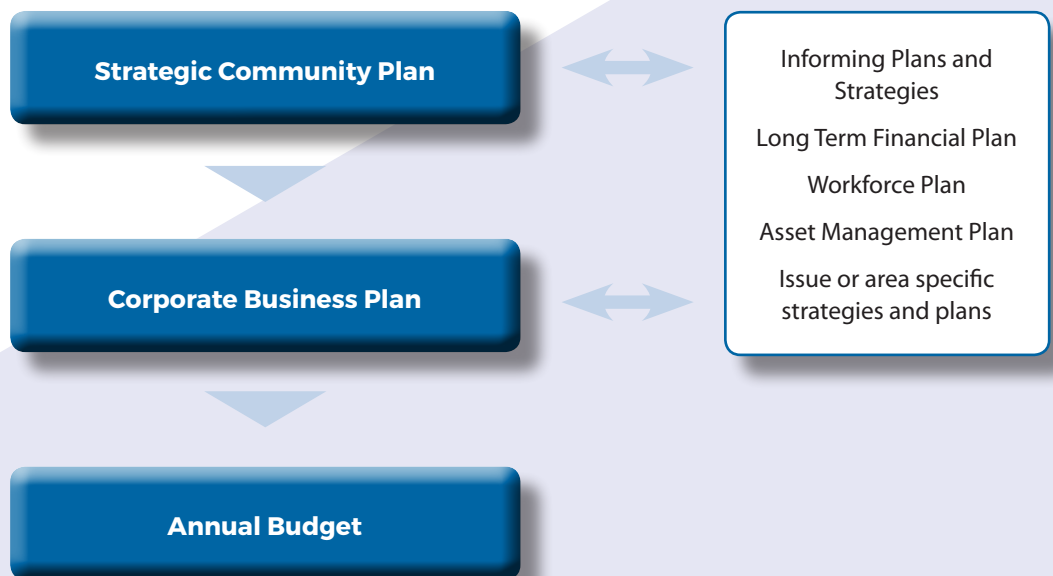 Strategic Community Plan
Informing Plans and
Strategies
Long Term Financial Plan
Workforce Plan
Asset Management Plan
Issue or area specific
strategies and plans
Corporate Business Plan
Annual Budget